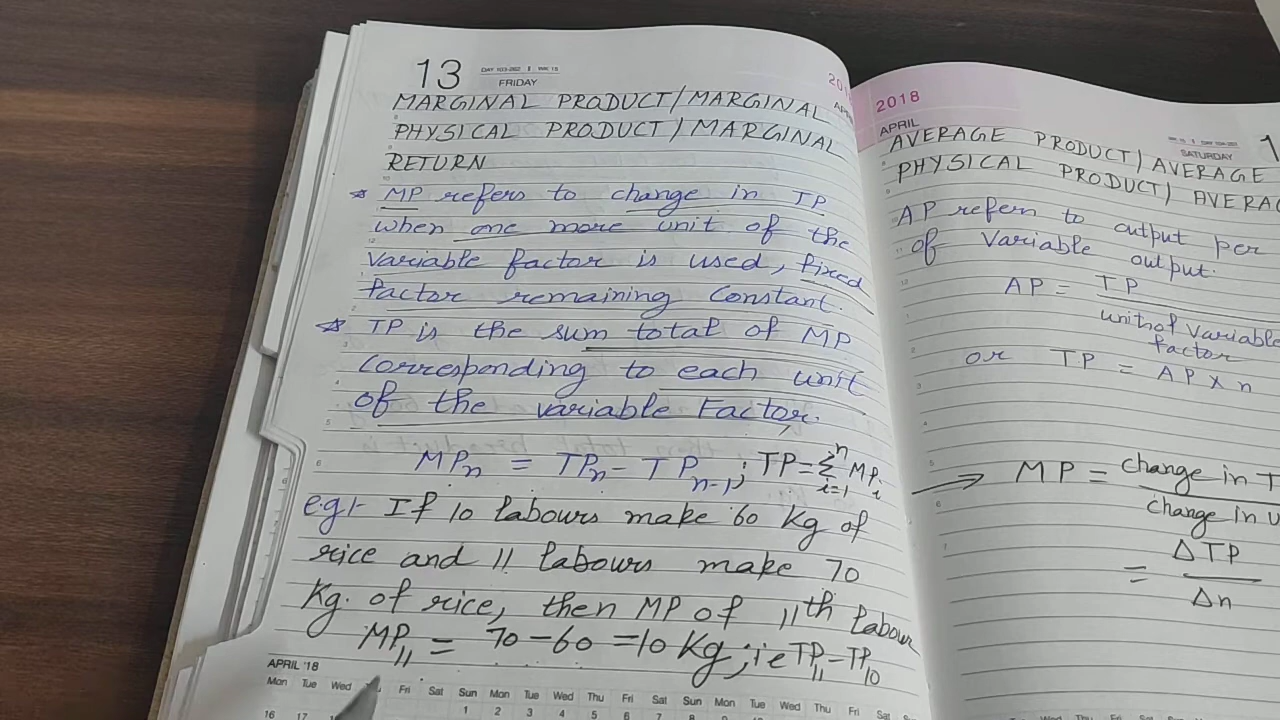 13
FRIDAY
MARGINAL PRODUCT/MARGINAL
PHYSICAL PRODUCT/MARGINAL
RETURN
☆ MP refers to change in TP
when one more unit of the
variable factor is used, fixed
factor remaining constant.
☆ TP is the sum total of MP
corresponding to each unit
of the variable Factor.
MPn = TPn - TPn-1; TP = Σ i=1 n MPi
e.g:- If 10 labours make 60 Kg of
rice and 11 labours make 70
Kg. of rice, then MP of 11th labour
MP11 = 70 - 60 = 10 Kg; ie TP11 - TP10
APRIL '18
Mon Tue Wed Fri Sat Sun Mon Tue Wed Thu Fri Sat Sun Mon Tue Wed Thu Fri Sat
16 17 1 2 3 4 5 6 7
2018
APRIL
SATURDAY
AVERAGE PRODUCT/AVERAGE
PHYSICAL PRODUCT/AVERA
AP refers to output per
of Variable output.
AP = TP
unit of Variable
factor
or TP = AP × n
→ MP = change in T
change in u
= ΔTP
Δn